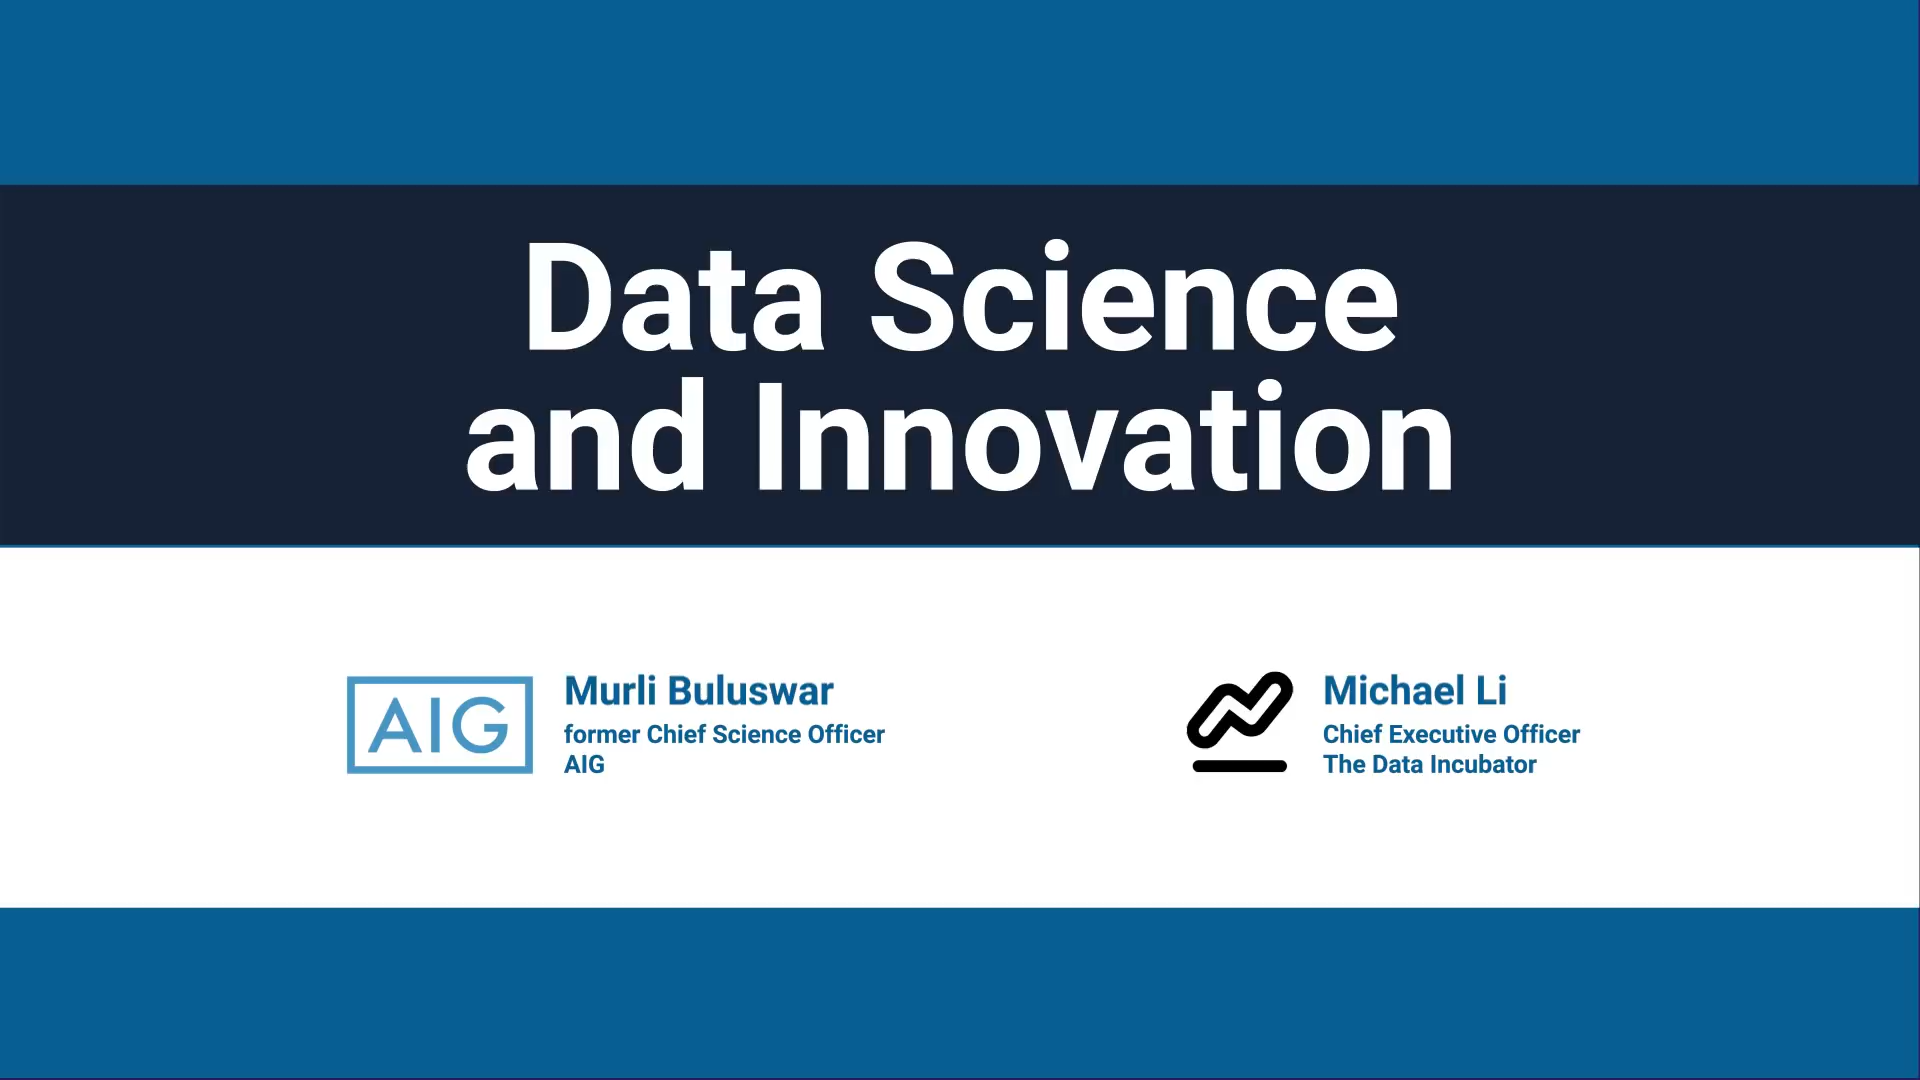 Data Science
and Innovation
AIG
Murli Buluswar
former Chief Science Officer
AIG
Michael Li
Chief Executive Officer
The Data Incubator